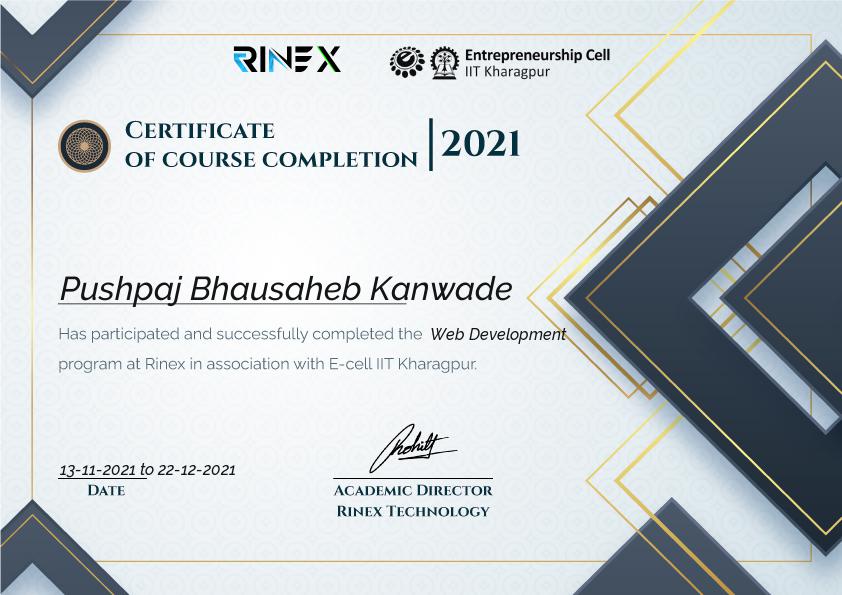 RINEX
Entrepreneurship Cell
IIT Kharagpur
CERTIFICATE
OF COURSE COMPLETION
2021
Pushpaj Bhausaheb Kanwade
Has participated and successfully completed the Web Development
program at Rinex in association with E-cell IIT Kharagpur.
Rohitt
13-11-2021 to 22-12-2021
DATE
ACADEMIC DIRECTOR
RINEX TECHNOLOGY